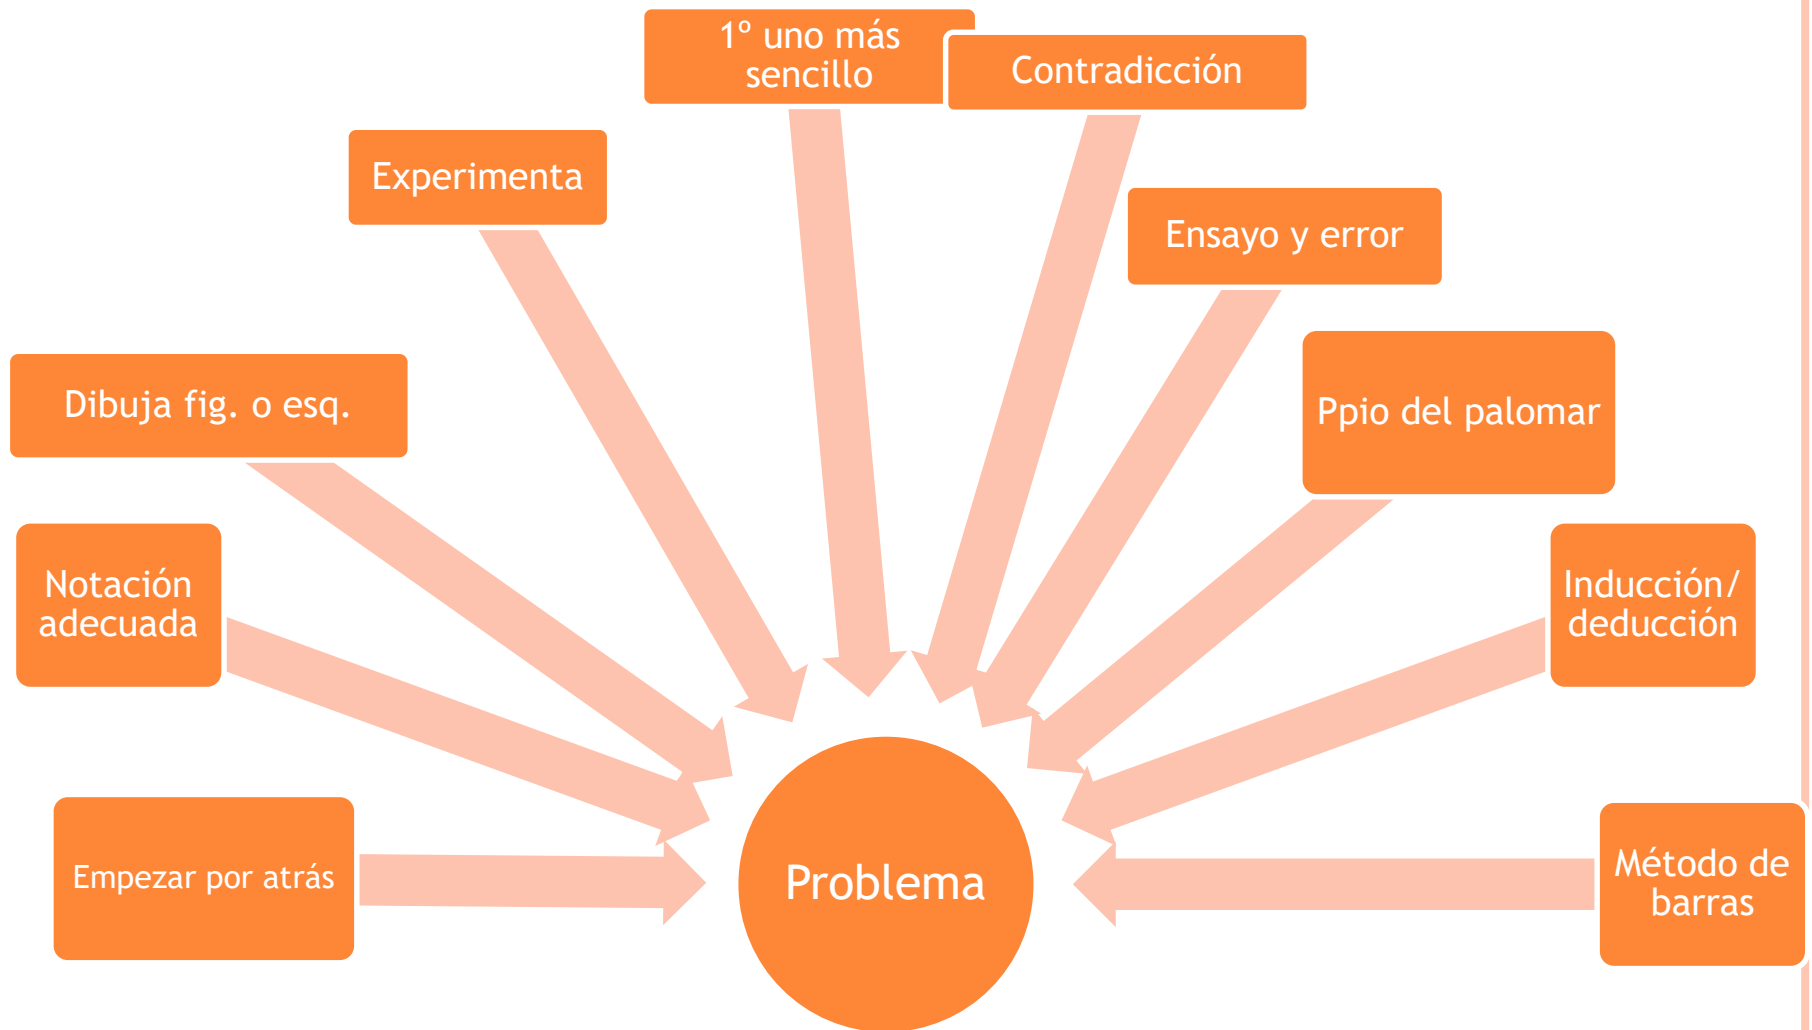 1º uno más
sencillo
Contradicción
Experimenta
Ensayo y error
Dibuja fig. o esq.
Ppio del palomar
Notación
adecuada
Inducción/
deducción
Empezar por atrás
Problema
Método de
barras